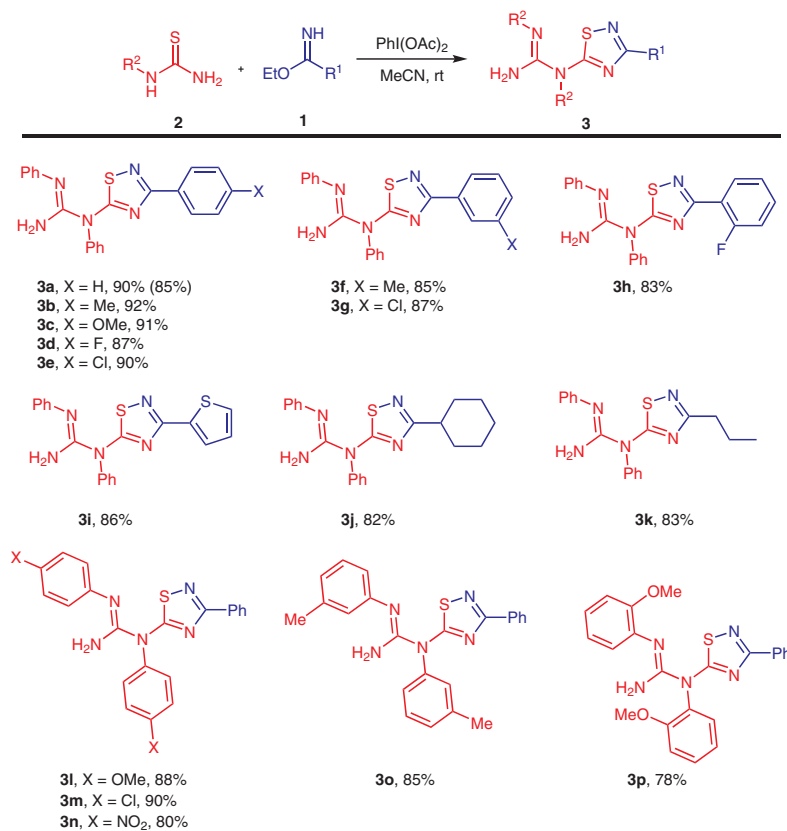 S
R² N H NH₂
+
NH
EtO R¹
PhI(OAc)₂
MeCN, rt
R² N S N R¹
H₂N N N
R²
2 1 3
Ph N S N X
H₂N N N
Ph
Ph N S N
H₂N N N X
Ph
Ph N S N
H₂N N N F
Ph
3a, X = H, 90% (85%)
3b, X = Me, 92%
3c, X = OMe, 91%
3d, X = F, 87%
3e, X = Cl, 90%
3f, X = Me, 85%
3g, X = Cl, 87%
3h, 83%
Ph N S N S
H₂N N N
Ph
Ph N S N
H₂N N N
Ph
Ph N S N
H₂N N N
Ph
3i, 86%
3j, 82%
3k, 83%
X
N S N Ph
H₂N N N
X
Me N S N Ph
H₂N N N
Me
OMe
N S N Ph
H₂N N N
MeO
3l, X = OMe, 88%
3m, X = Cl, 90%
3n, X = NO₂, 80%
3o, 85%
3p, 78%